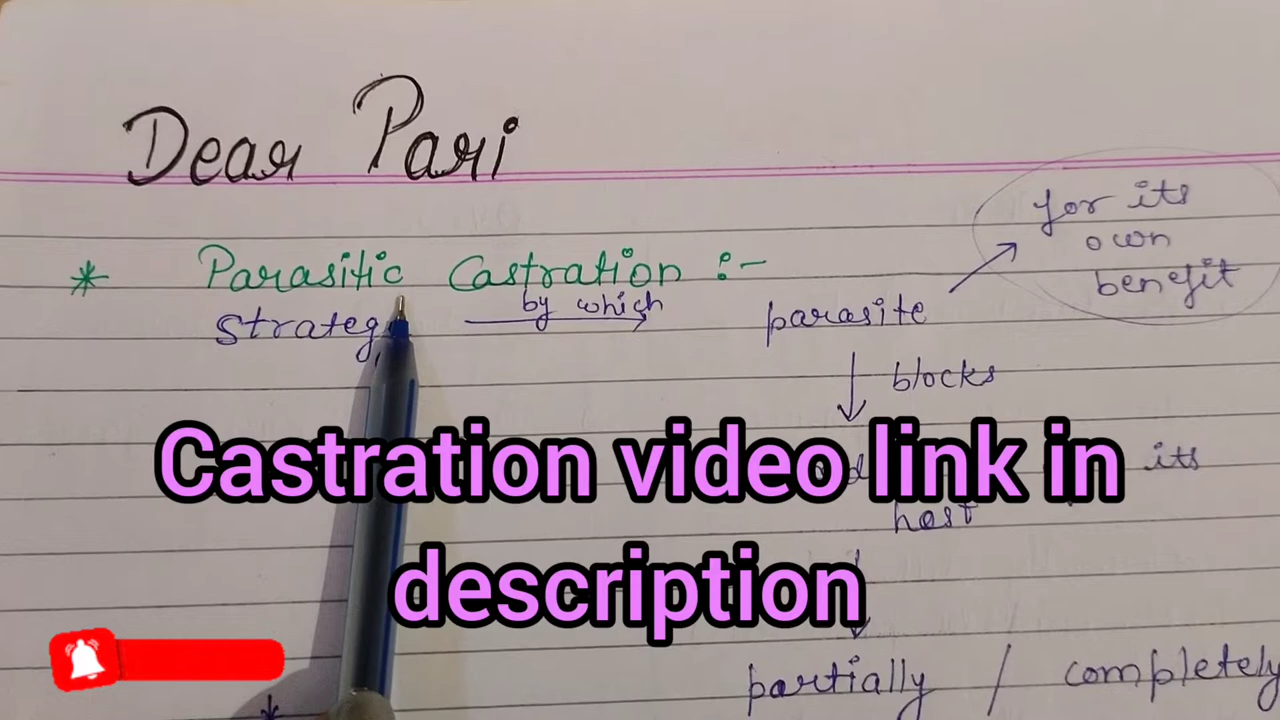 Dear Pari
* Parasitic Castration :-
for its
own
benefit
strateg
by which
parasite
blocks
Castration video link in
its
host
description
partially / completely